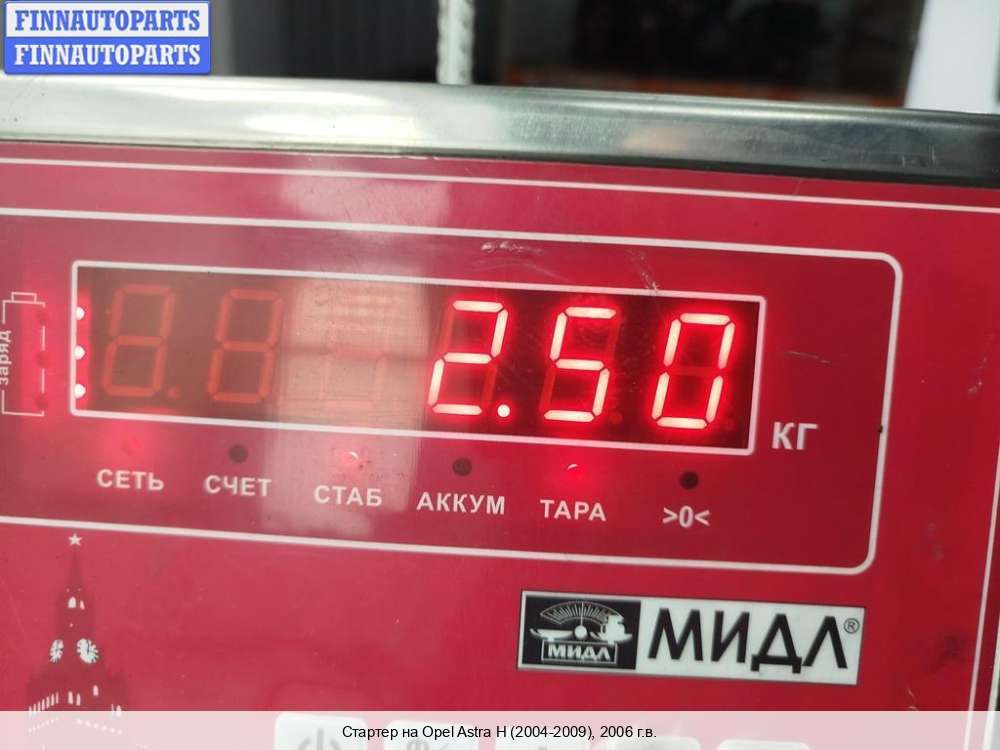 FINNAUTOPARTS
FINNAUTOPARTS
заряд
2.50
КГ
СЕТЬ СЧЕТ СТАБ АККУМ ТАРА >0<
МИДЛ
МИДЛ®
Стартер на Opel Astra H (2004-2009), 2006 г.в.